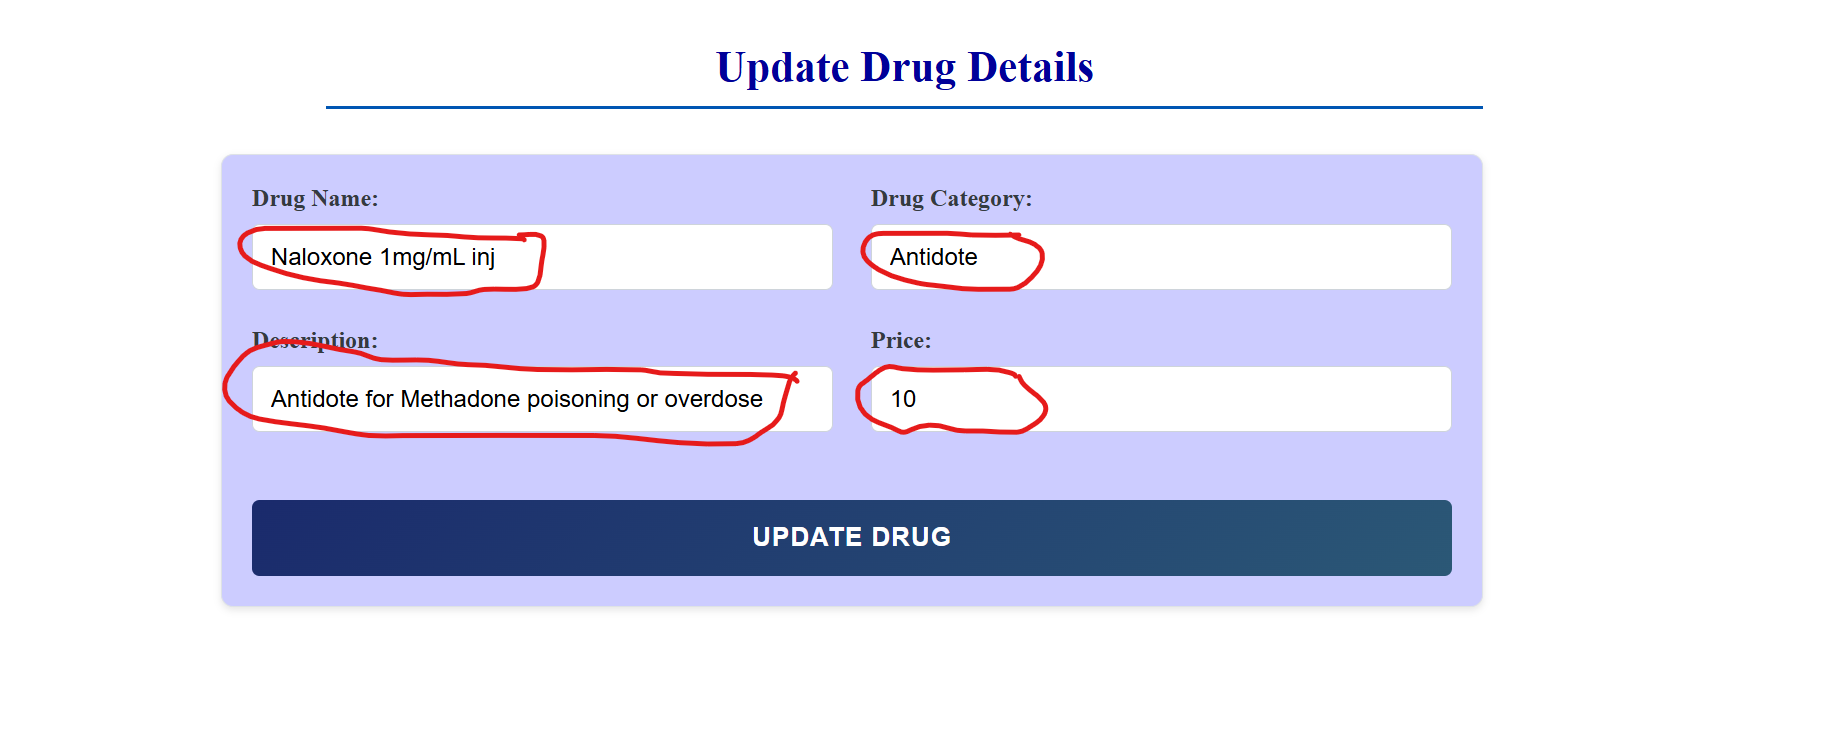 Update Drug Details
Drug Name:
Drug Category:
Naloxone 1mg/mL inj
Antidote
Description:
Price:
Antidote for Methadone poisoning or overdose
10
UPDATE DRUG